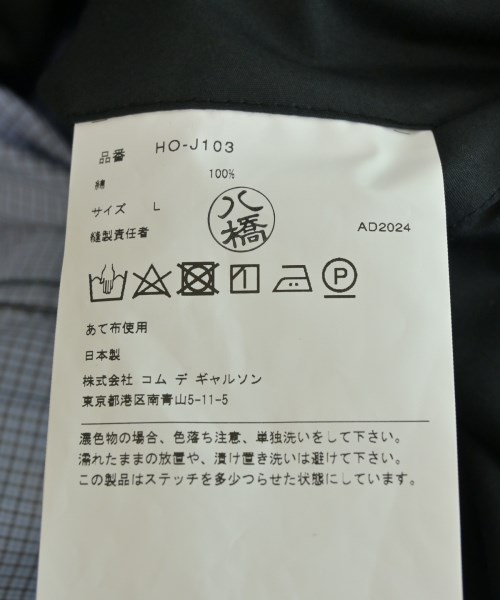 品番 HO-J103
綿 100%
サイズ L
縫製責任者 八橋 AD2024
P
あて布使用
日本製
株式会社 コム デ ギャルソン
東京都港区南青山5-11-5
濃色物の場合、色落ち注意、単独洗いをして下さい。
濡れたままの放置や、漬け置き洗いは避けて下さい。
この製品はステッチを多少つらせた状態にしています。